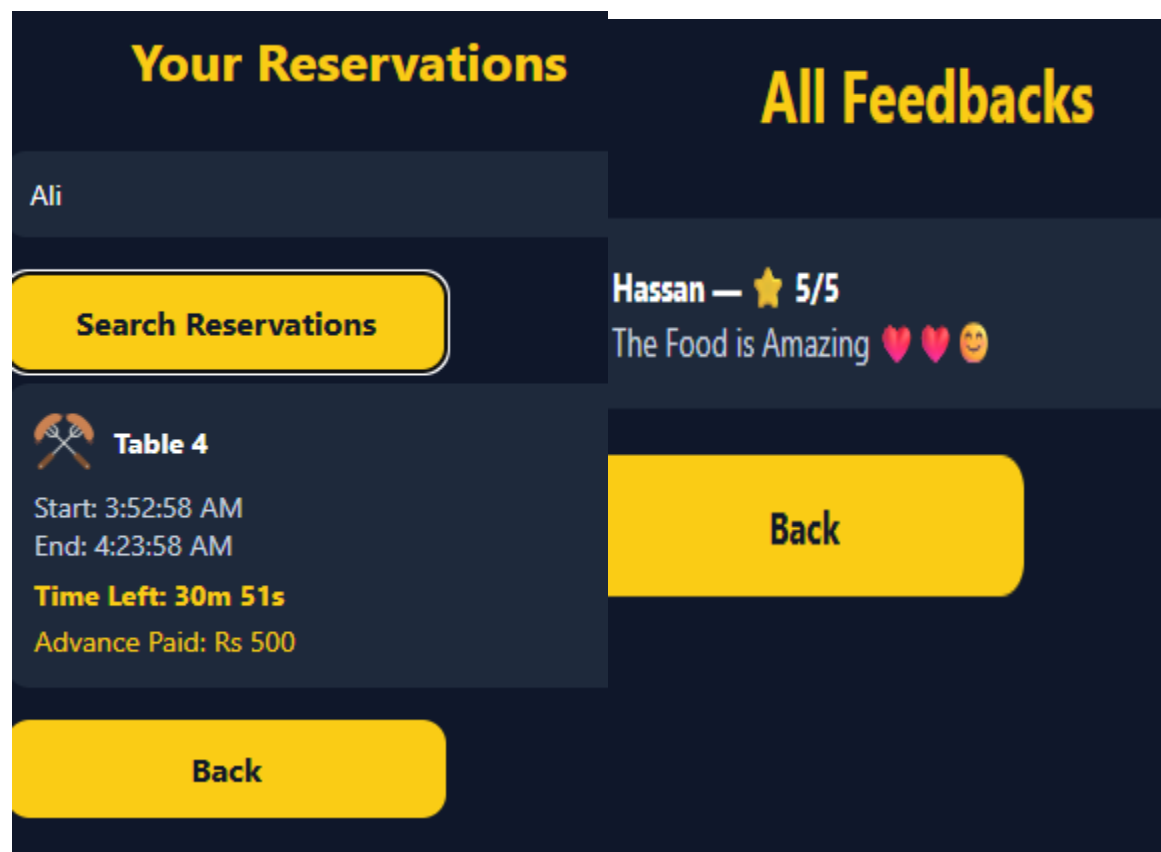 Your Reservations
Ali
Search Reservations
Table 4
Start: 3:52:58 AM
End: 4:23:58 AM
Time Left: 30m 51s
Advance Paid: Rs 500
Back
All Feedbacks
Hassan — ⭐ 5/5
The Food is Amazing ❤️ ❤️ 😊
Back